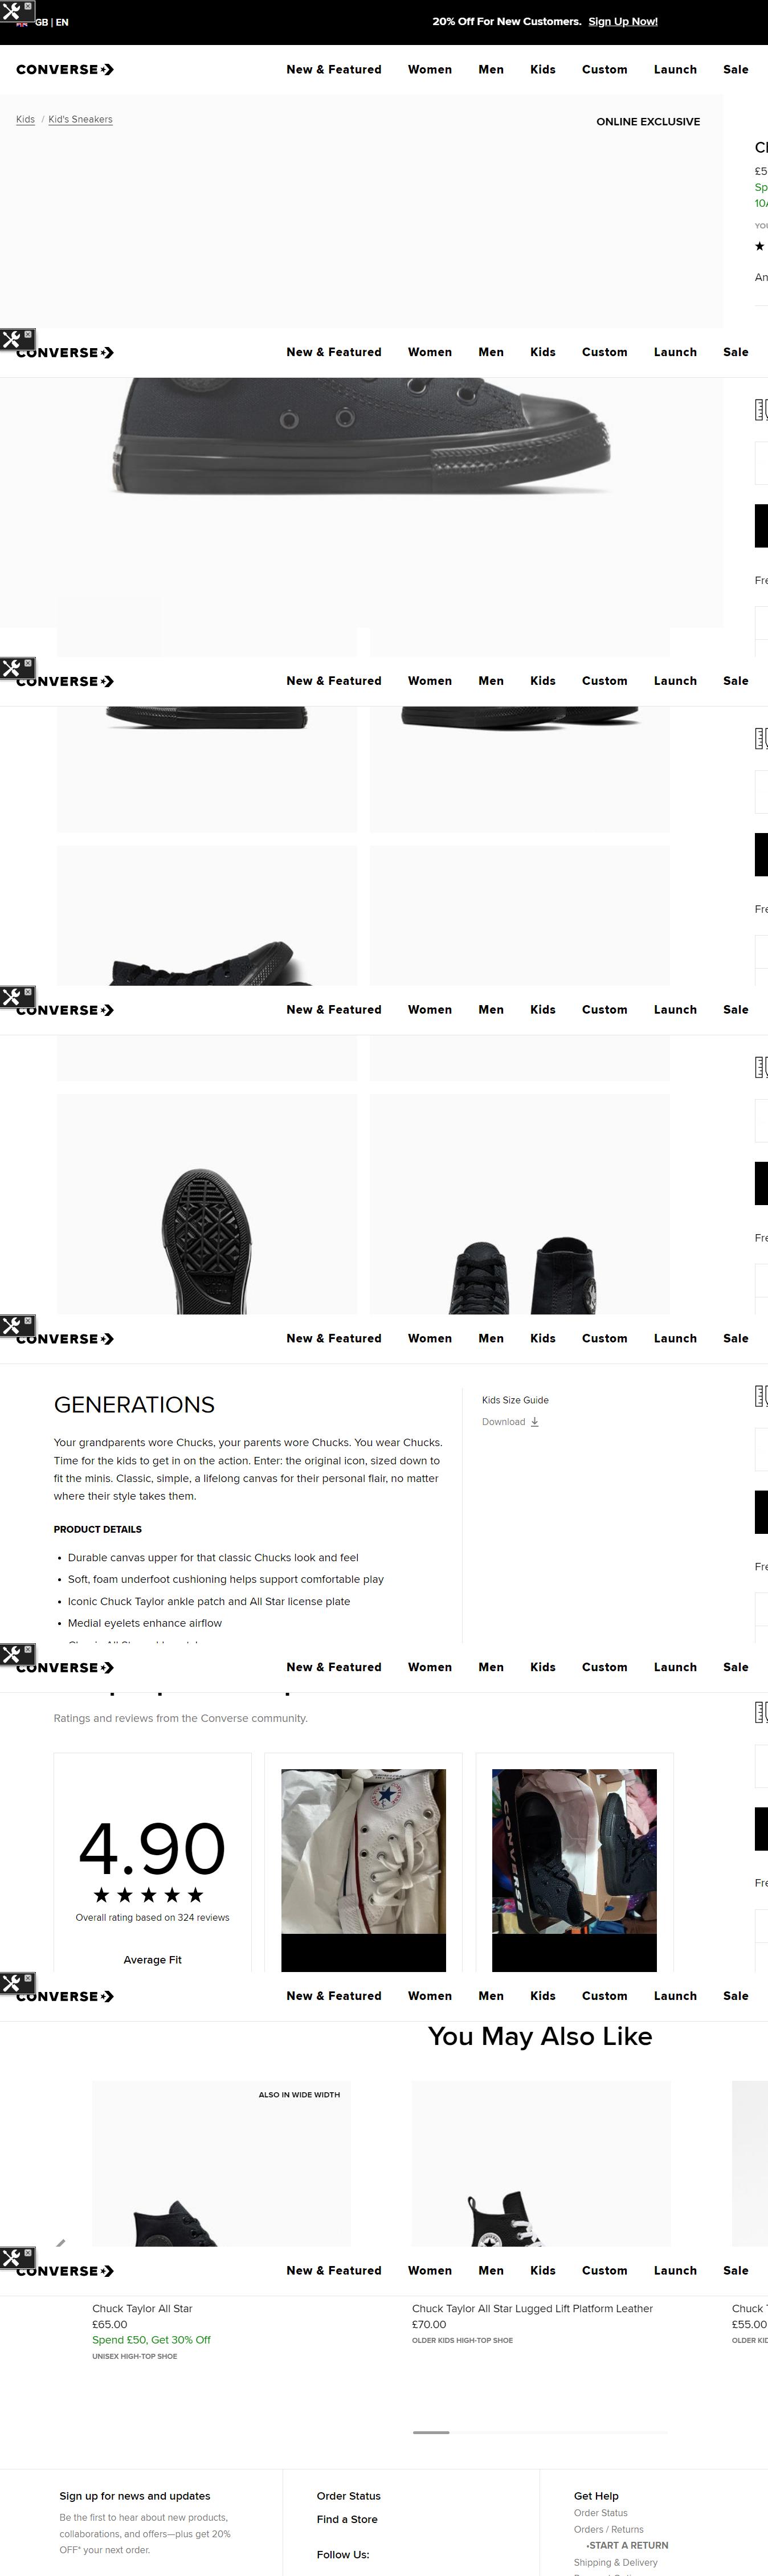 GB | EN
20% Off For New Customers. Sign Up Now!
CONVERSE
New & Featured Women Men Kids Custom Launch Sale
Kids / Kid's Sneakers
ONLINE EXCLUSIVE
£5
Sp
10
An
CONVERSE
New & Featured Women Men Kids Custom Launch Sale
Fre
CONVERSE
New & Featured Women Men Kids Custom Launch Sale
Fre
CONVERSE
New & Featured Women Men Kids Custom Launch Sale
Fre
CONVERSE
New & Featured Women Men Kids Custom Launch Sale
GENERATIONS
Kids Size Guide
Download
Your grandparents wore Chucks, your parents wore Chucks. You wear Chucks.
Time for the kids to get in on the action. Enter: the original icon, sized down to
fit the minis. Classic, simple, a lifelong canvas for their personal flair, no matter
where their style takes them.
PRODUCT DETAILS
• Durable canvas upper for that classic Chucks look and feel
• Soft, foam underfoot cushioning helps support comfortable play
• Iconic Chuck Taylor ankle patch and All Star license plate
• Medial eyelets enhance airflow
Fre
CONVERSE
New & Featured Women Men Kids Custom Launch Sale
Ratings and reviews from the Converse community.
4.90
★★★★★
Overall rating based on 324 reviews
Average Fit
CONVERSE
Fre
CONVERSE
New & Featured Women Men Kids Custom Launch Sale
You May Also Like
ALSO IN WIDE WIDTH
CONVERSE
New & Featured Women Men Kids Custom Launch Sale
Chuck Taylor All Star
£65.00
Spend £50, Get 30% Off
UNISEX HIGH-TOP SHOE
Chuck Taylor All Star Lugged Lift Platform Leather
£70.00
OLDER KIDS HIGH-TOP SHOE
Chuck
£55.00
OLDER KID
Sign up for news and updates
Be the first to hear about new products,
collaborations, and offers—plus get 20%
OFF* your next order.
Order Status
Find a Store
Follow Us:
Get Help
Order Status
Orders / Returns
•START A RETURN
Shipping & Delivery